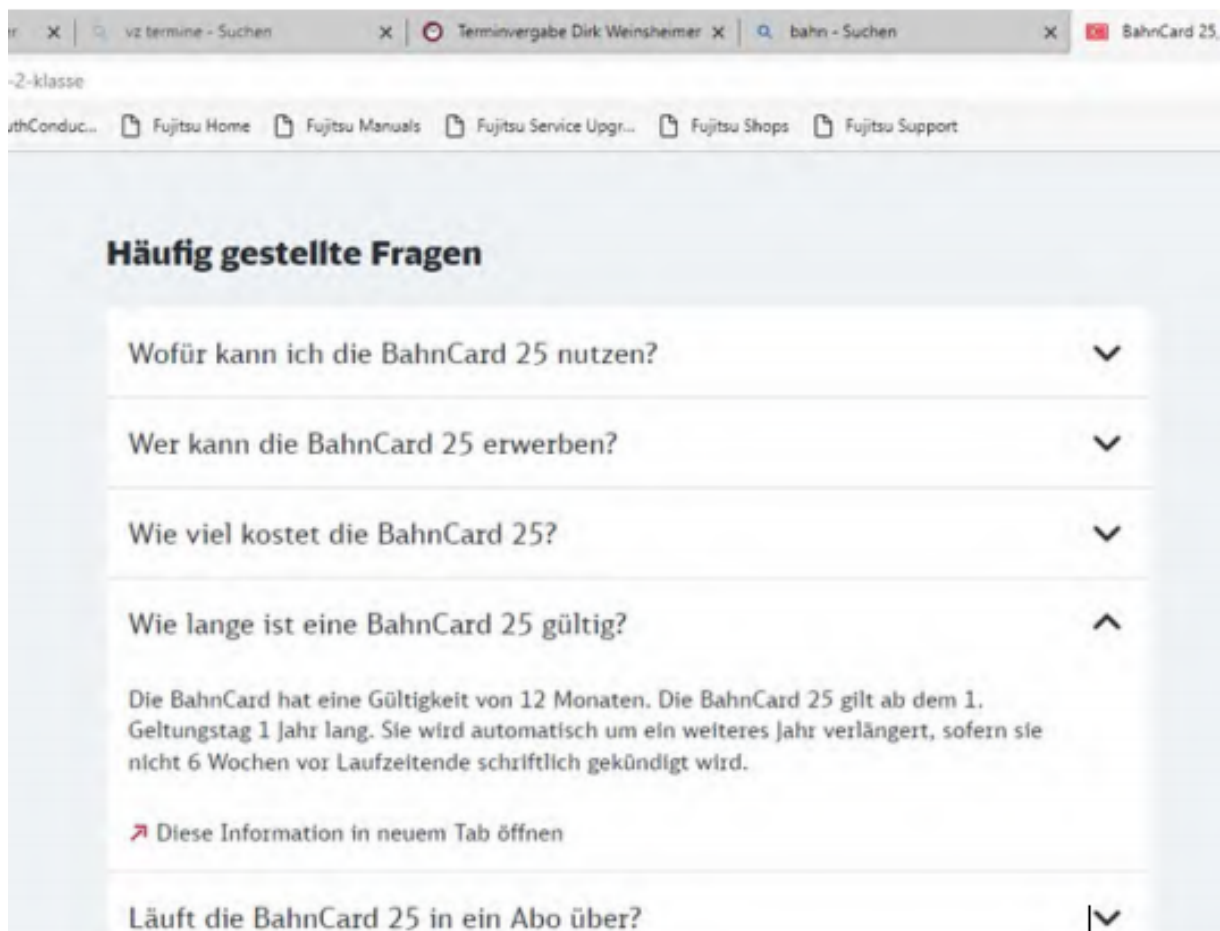 er
vz termine - Suchen
Terminvergabe Dirk Weinsheimer
bahn - Suchen
BahnCard 25,
-2-klasse
uthConduc...
Fujitsu Home
Fujitsu Manuals
Fujitsu Service Upgr...
Fujitsu Shops
Fujitsu Support
Häufig gestellte Fragen
Wofür kann ich die BahnCard 25 nutzen?
Wer kann die BahnCard 25 erwerben?
Wie viel kostet die BahnCard 25?
Wie lange ist eine BahnCard 25 gültig?
Die BahnCard hat eine Gültigkeit von 12 Monaten. Die BahnCard 25 gilt ab dem 1.
Geltungstag 1 Jahr lang. Sie wird automatisch um ein weiteres Jahr verlängert, sofern sie
nicht 6 Wochen vor Laufzeitende schriftlich gekündigt wird.
Diese Information in neuem Tab öffnen
Läuft die BahnCard 25 in ein Abo über?